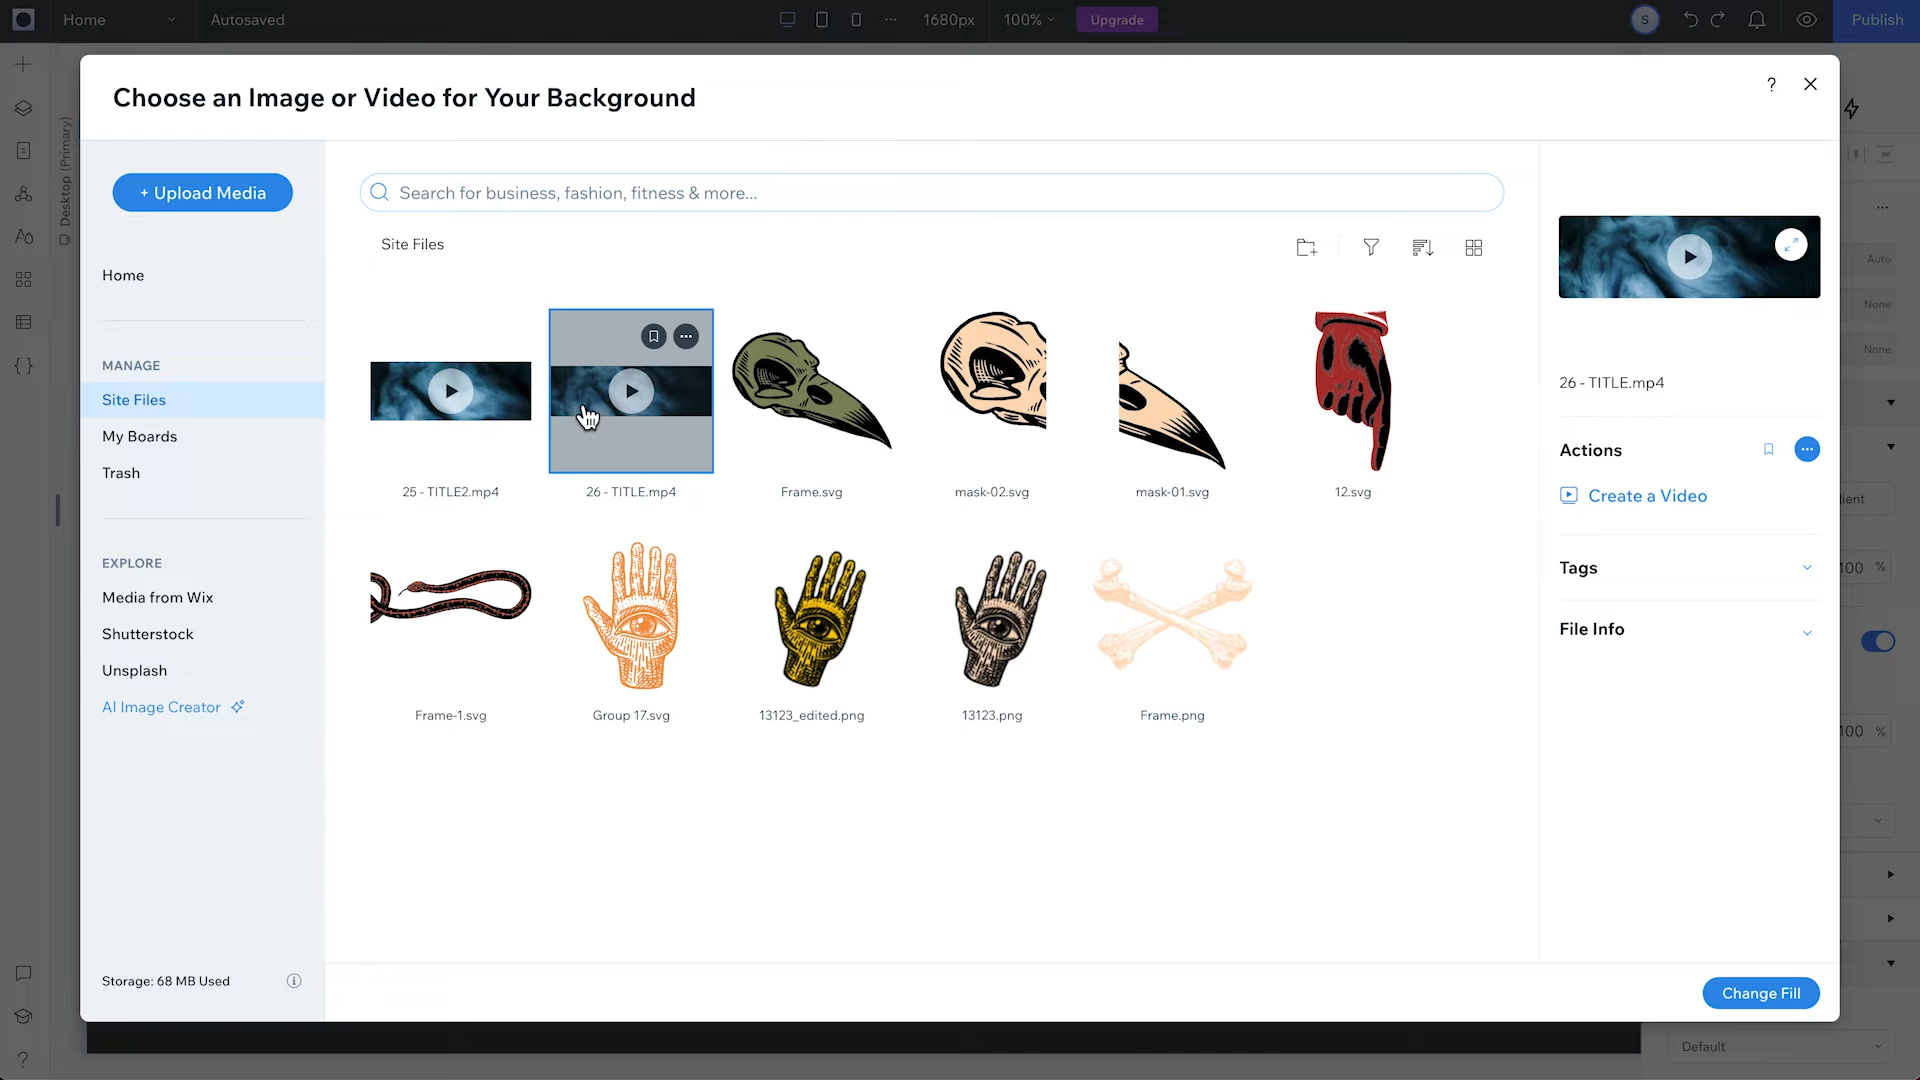 Home
Autosaved
1680px
100%
Upgrade
S
Publish
Desktop (Primary)
Choose an Image or Video for Your Background
?
+ Upload Media
Home
MANAGE
Site Files
My Boards
Trash
EXPLORE
Media from Wix
Shutterstock
Unsplash
AI Image Creator
Storage: 68 MB Used
Search for business, fashion, fitness & more...
Site Files
25 - TITLE2.mp4
26 - TITLE.mp4
Frame.svg
mask-02.svg
mask-01.svg
12.svg
Frame-1.svg
Group 17.svg
13123_edited.png
13123.png
Frame.png
26 - TITLE.mp4
Actions
Create a Video
Tags
File Info
Change Fill
Auto
None
None
100 %
100 %
Default